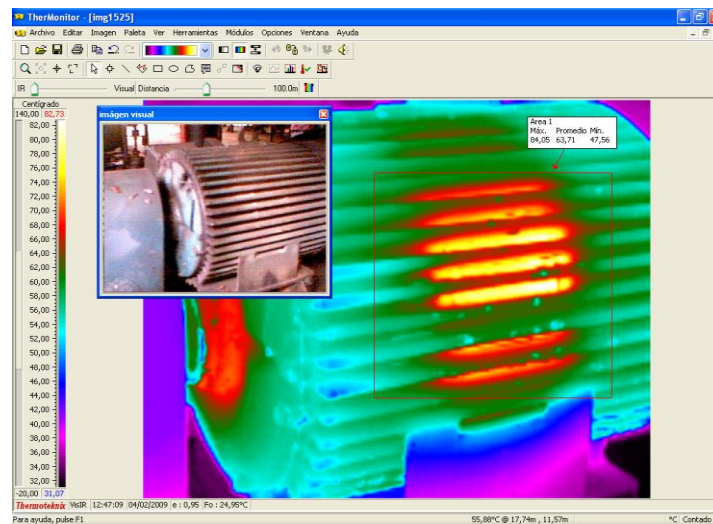 TherMonitor - [img1525]
Archivo Editar Imagen Paleta Ver Herramientas Módulos Opciones Ventana Ayuda
IR Visual Distancia 100.0m
Centígrado
140,00 82,73
82,00
80,00
78,00
76,00
74,00
72,00
70,00
68,00
66,00
64,00
62,00
60,00
58,00
56,00
54,00
52,00
50,00
48,00
46,00
44,00
42,00
40,00
38,00
36,00
34,00
32,00
-20,00 31,07
imágen visual
Area 1
Máx. Promedio Mín.
84,05 63,71 47,56
Thermoteknix VisIR 12:47:09 04/02/2009 e : 0,95 Fo : 24,95°C
Para ayuda, pulse F1 55,88°C @ 17,74m , 11,57m °C Contado